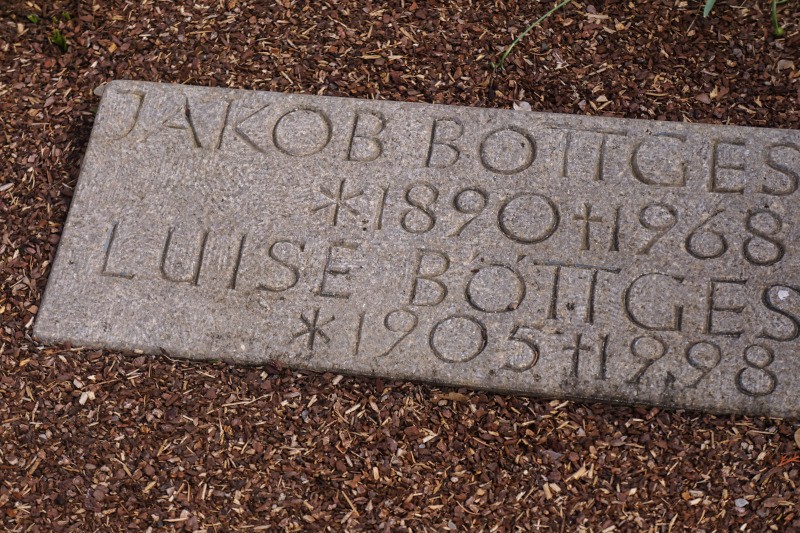 JAKOB BÖTTGES
*1890 †1968
LUISE BÖTTGES
*1905 †1998